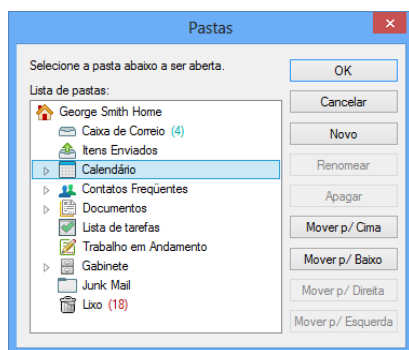 Pastas
Selecione a pasta abaixo a ser aberta.
Lista de pastas:
George Smith Home
Caixa de Correio (4)
Itens Enviados
Calendário
Contatos Freqüentes
Documentos
Lista de tarefas
Trabalho em Andamento
Gabinete
Junk Mail
Lixo (18)
OK
Cancelar
Novo
Renomear
Apagar
Mover p/ Cima
Mover p/ Baixo
Mover p/ Direita
Mover p/ Esquerda